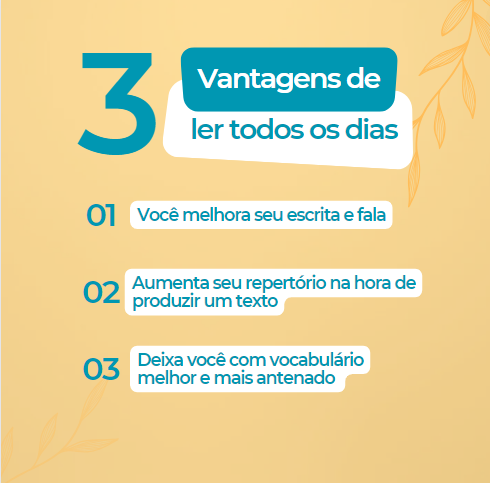 3 Vantagens de
ler todos os dias
01 Você melhora seu escrita e fala
02 Aumenta seu repertório na hora de
produzir um texto
03 Deixa você com vocabulário
melhor e mais antenado